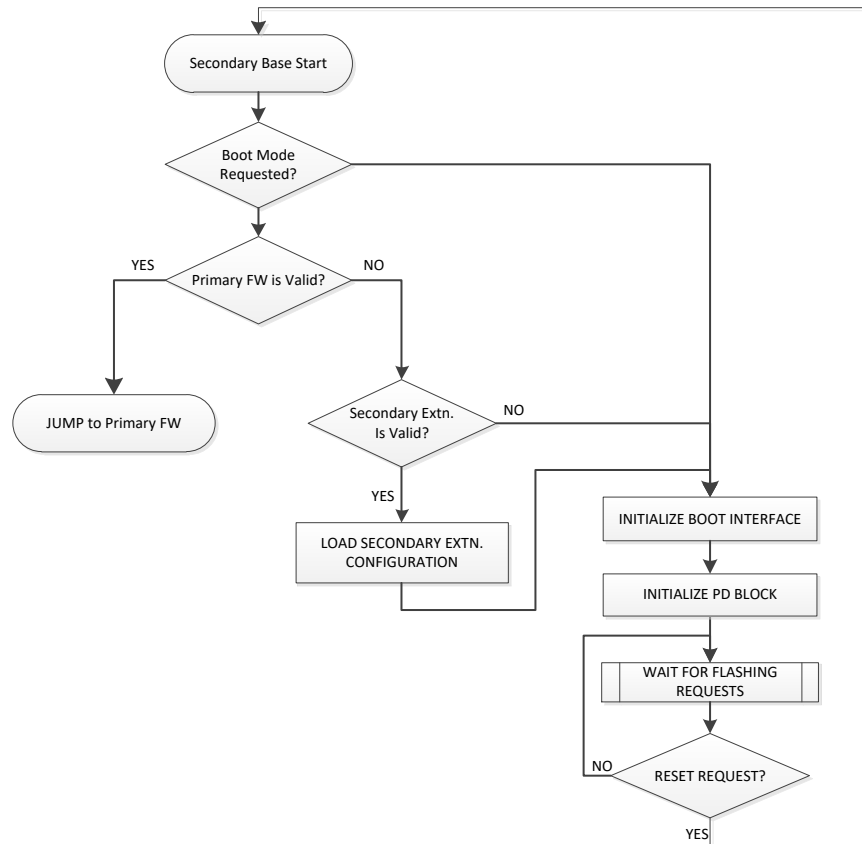 Secondary Base Start
Boot Mode
Requested?
YES
Primary FW is Valid?
NO
JUMP to Primary FW
Secondary Extn.
Is Valid?
NO
YES
LOAD SECONDARY EXTN.
CONFIGURATION
INITIALIZE BOOT INTERFACE
INITIALIZE PD BLOCK
WAIT FOR FLASHING
REQUESTS
NO
RESET REQUEST?
YES